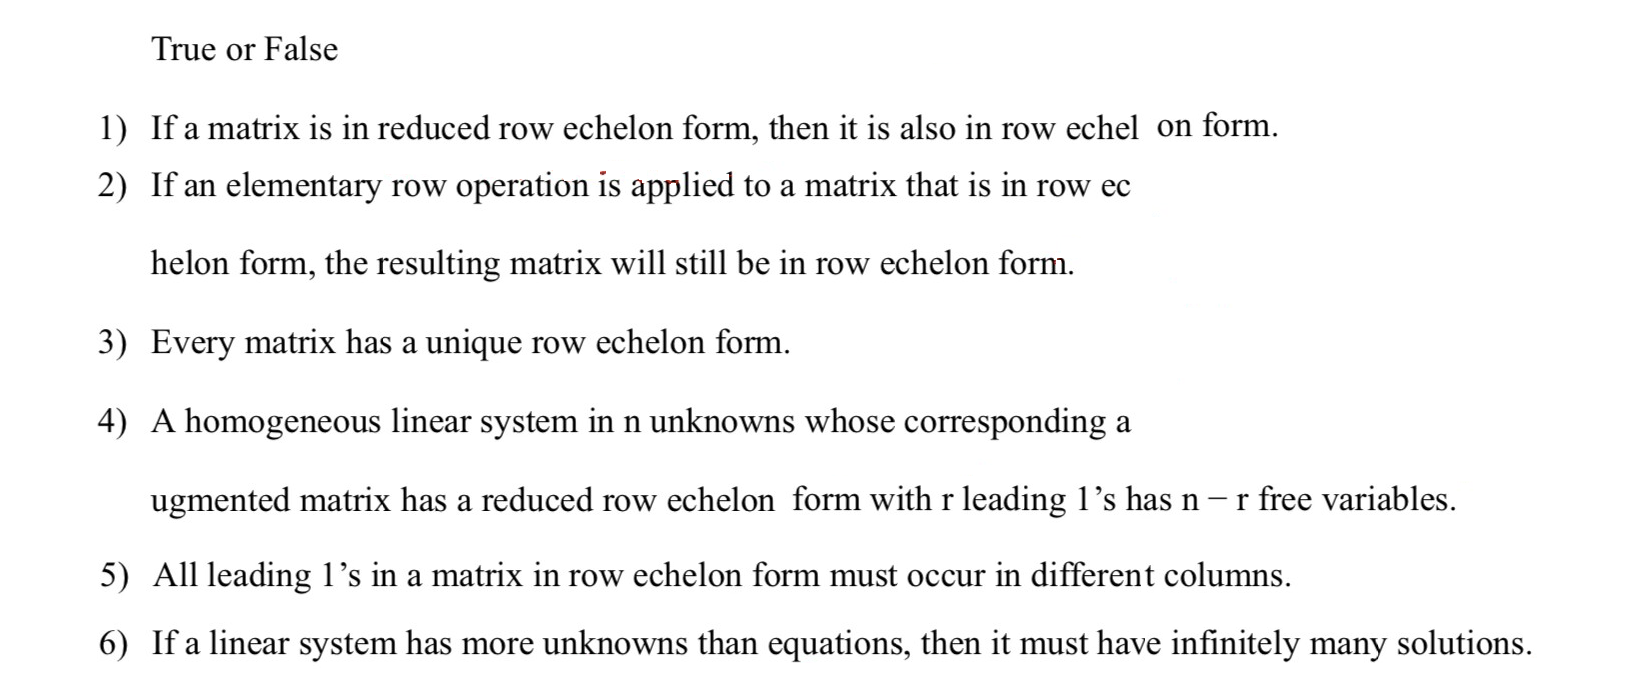 True or False
1) If a matrix is in reduced row echelon form, then it is also in row echel on form.
2) If an elementary row operation is applied to a matrix that is in row ec
helon form, the resulting matrix will still be in row echelon form.
3) Every matrix has a unique row echelon form.
4) A homogeneous linear system in n unknowns whose corresponding a
ugmented matrix has a reduced row echelon form with r leading 1’s has n − r free variables.
5) All leading 1’s in a matrix in row echelon form must occur in different columns.
6) If a linear system has more unknowns than equations, then it must have infinitely many solutions.